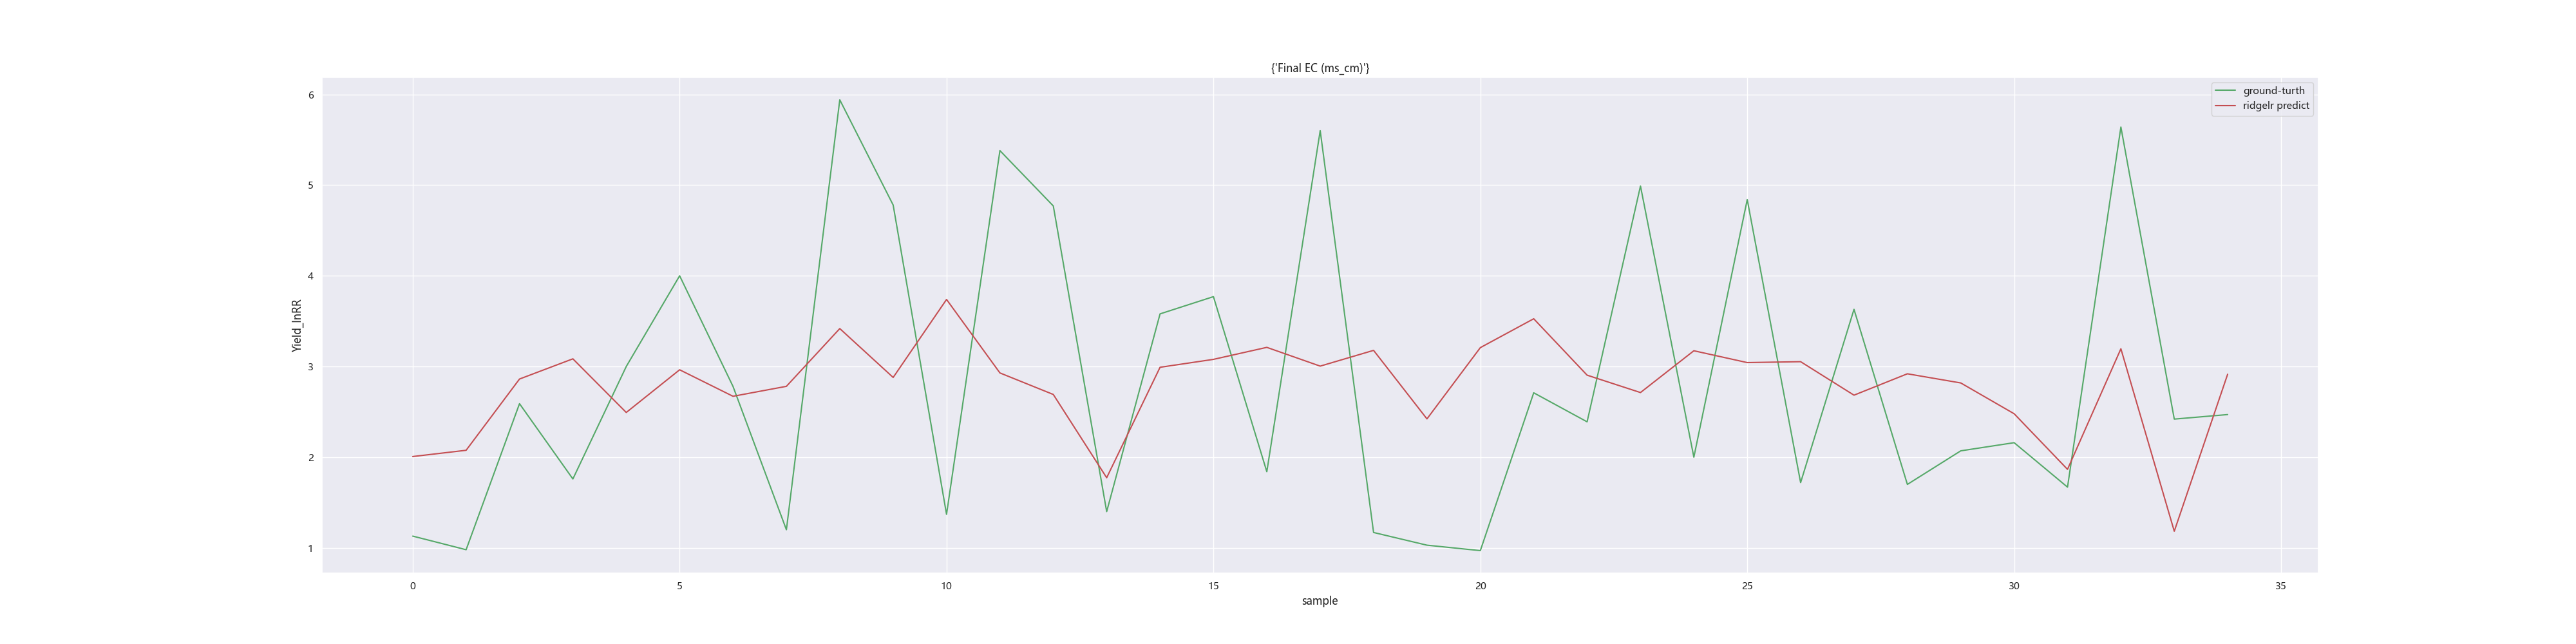 {'Final EC (ms_cm)'}
ground-turth
ridgelr predict
6
5
4
3
2
1
Yield_lnRR
0 5 10 15 20 25 30 35
sample